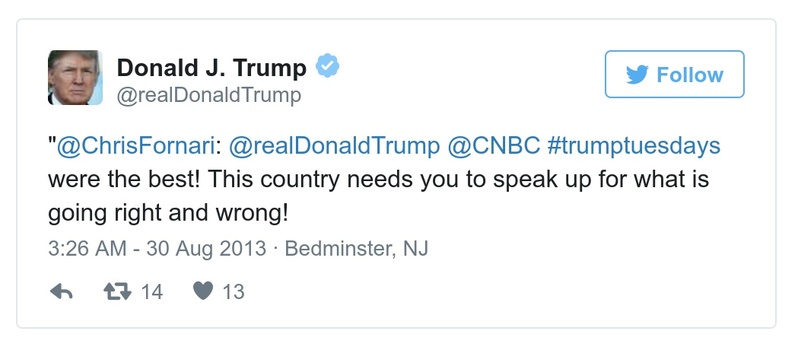 Donald J. Trump
@realDonaldTrump
Follow
"@ChrisFornari: @realDonaldTrump @CNBC #trumptuesdays
were the best! This country needs you to speak up for what is
going right and wrong!
3:26 AM - 30 Aug 2013 · Bedminster, NJ
14 13